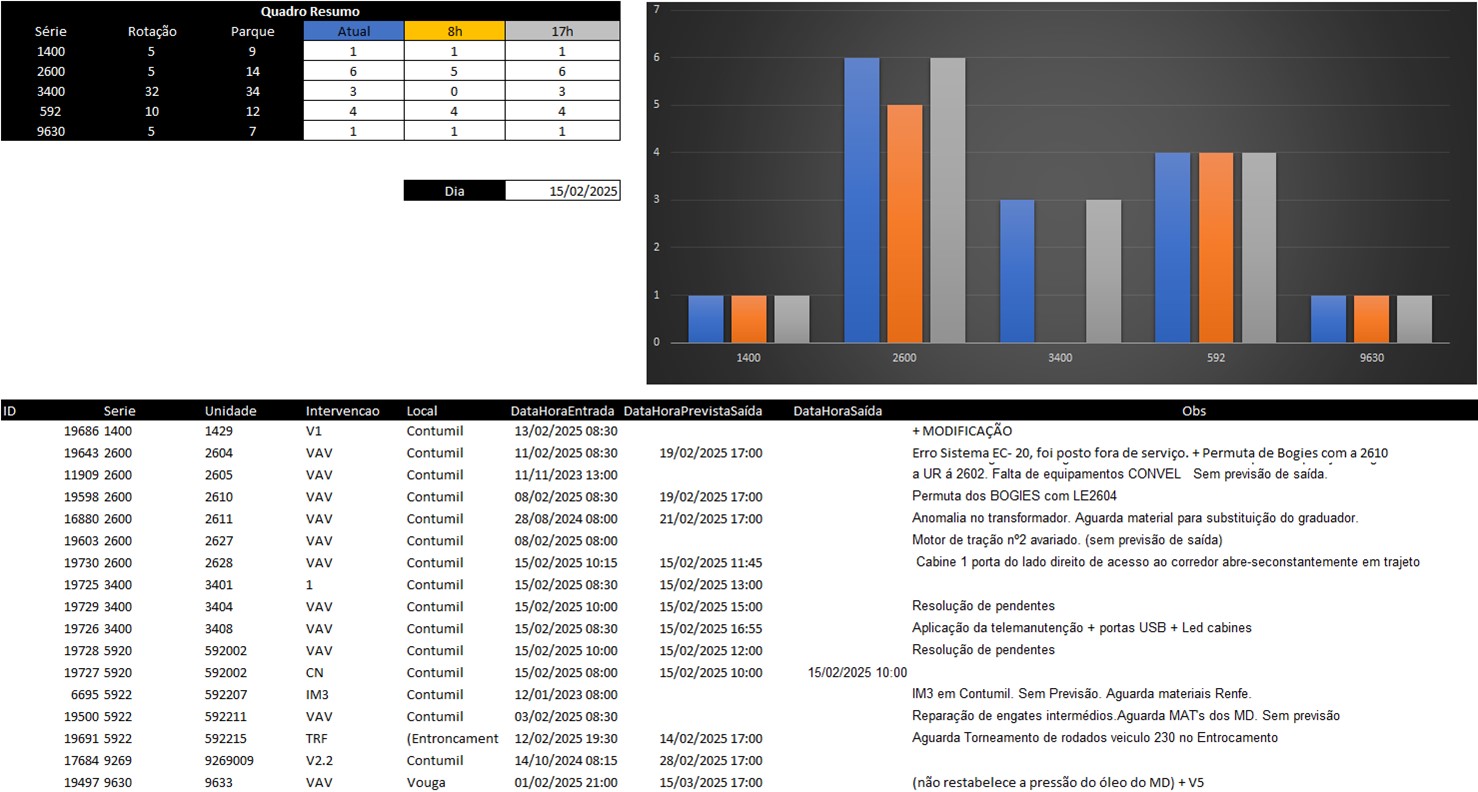 Quadro Resumo
Série Rotação Parque Atual 8h 17h
1400 5 9 1 1 1
2600 5 14 6 5 6
3400 32 34 3 0 3
592 10 12 4 4 4
9630 5 7 1 1 1
Dia 15/02/2025
7
6
5
4
3
2
1
0
1400 2600 3400 592 9630
ID Serie Unidade Intervencao Local DataHoraEntrada DataHoraPrevistaSaída DataHoraSaída Obs
19686 1400 1429 V1 Contumil 13/02/2025 08:30 + MODIFICAÇÃO
19643 2600 2604 VAV Contumil 11/02/2025 08:30 19/02/2025 17:00 Erro Sistema EC- 20, foi posto fora de serviço. + Permuta de Bogies com a 2610
11909 2600 2605 VAV Contumil 11/11/2023 13:00 a UR á 2602. Falta de equipamentos CONVEL Sem previsão de saída.
19598 2600 2610 VAV Contumil 08/02/2025 08:30 19/02/2025 17:00 Permuta dos BOGIES com LE2604
16880 2600 2611 VAV Contumil 28/08/2024 08:00 21/02/2025 17:00 Anomalia no transformador. Aguarda material para substituição do graduador.
19603 2600 2627 VAV Contumil 08/02/2025 08:00 Motor de tração nº2 avariado. (sem previsão de saída)
19730 2600 2628 VAV Contumil 15/02/2025 10:15 15/02/2025 11:45 Cabine 1 porta do lado direito de acesso ao corredor abre-seconstantemente em trajeto
19725 3400 3401 1 Contumil 15/02/2025 08:30 15/02/2025 13:00
19729 3400 3404 VAV Contumil 15/02/2025 10:00 15/02/2025 15:00 Resolução de pendentes
19726 3400 3408 VAV Contumil 15/02/2025 08:30 15/02/2025 16:55 Aplicação da telemanutenção + portas USB + Led cabines
19728 5920 592002 VAV Contumil 15/02/2025 10:00 15/02/2025 12:00 Resolução de pendentes
19727 5920 592002 CN Contumil 15/02/2025 08:00 15/02/2025 10:00 15/02/2025 10:00
6695 5922 592207 IM3 Contumil 12/01/2023 08:00 IM3 em Contumil. Sem Previsão. Aguarda materiais Renfe.
19500 5922 592211 VAV Contumil 03/02/2025 08:30 Reparação de engates intermédios.Aguarda MAT's dos MD. Sem previsão
19691 5922 592215 TRF (Entroncament 12/02/2025 19:30 14/02/2025 17:00 Aguarda Torneamento de rodados veiculo 230 no Entrocamento
17684 9269 9269009 V2.2 Contumil 14/10/2024 08:15 28/02/2025 17:00
19497 9630 9633 VAV Vouga 01/02/2025 21:00 15/03/2025 17:00 (não restabelece a pressão do óleo do MD) + V5